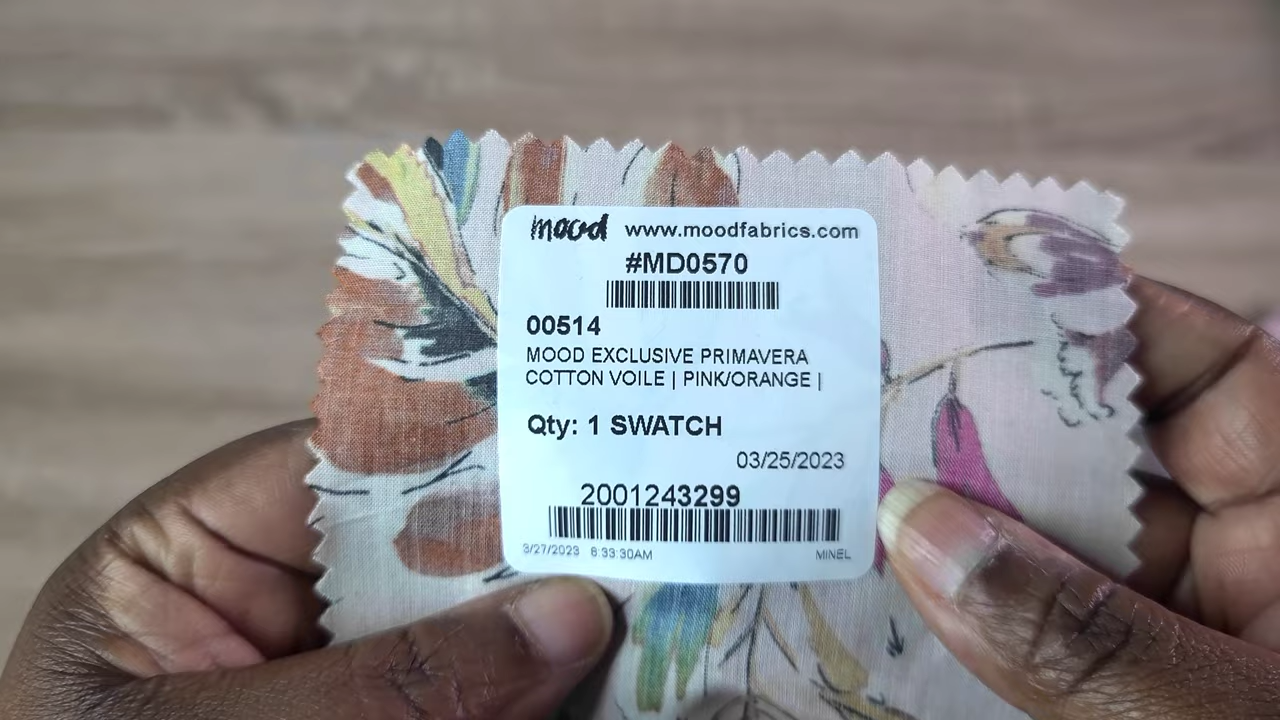 mood www.moodfabrics.com
#MD0570
00514
MOOD EXCLUSIVE PRIMAVERA
COTTON VOILE | PINK/ORANGE |
Qty: 1 SWATCH
03/25/2023
2001243299
3/27/2023 6:33:30AM MINEL